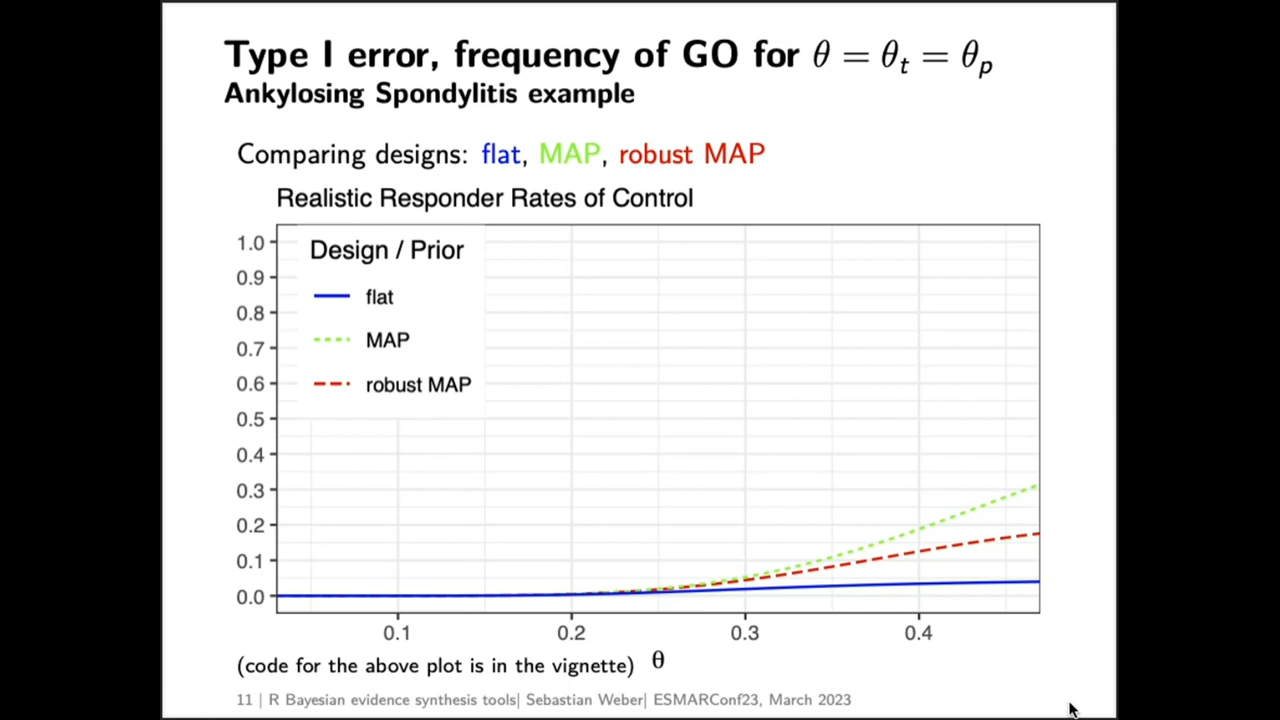 Type I error, frequency of GO for θ = θₜ = θₚ
Ankylosing Spondylitis example
Comparing designs: flat, MAP, robust MAP
Realistic Responder Rates of Control
Design / Prior
flat
MAP
robust MAP
1.0
0.9
0.8
0.7
0.6
0.5
0.4
0.3
0.2
0.1
0.0
0.1 0.2 0.3 0.4
(code for the above plot is in the vignette) θ
11 | R Bayesian evidence synthesis tools| Sebastian Weber| ESMARConf23, March 2023